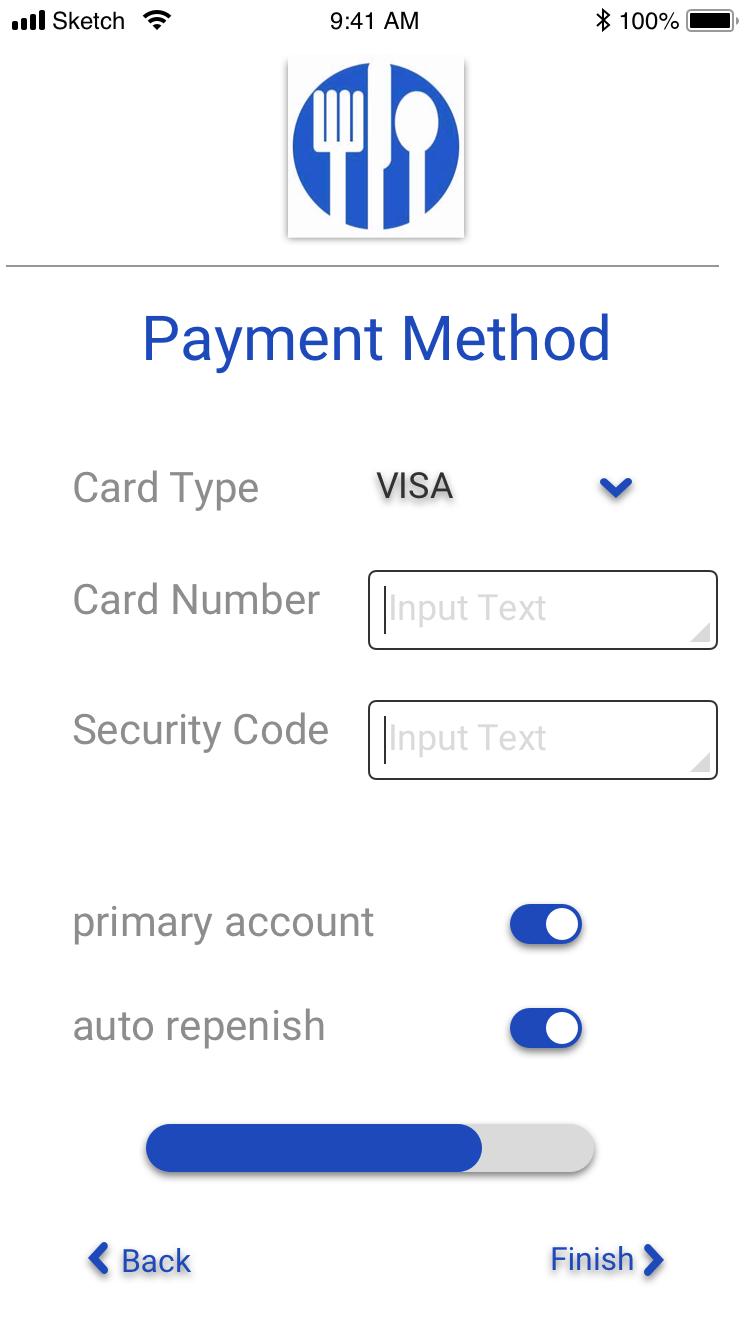 Sketch 9:41 AM 100%
Payment Method
Card Type VISA
Card Number Input Text
Security Code Input Text
primary account
auto repenish
Back Finish